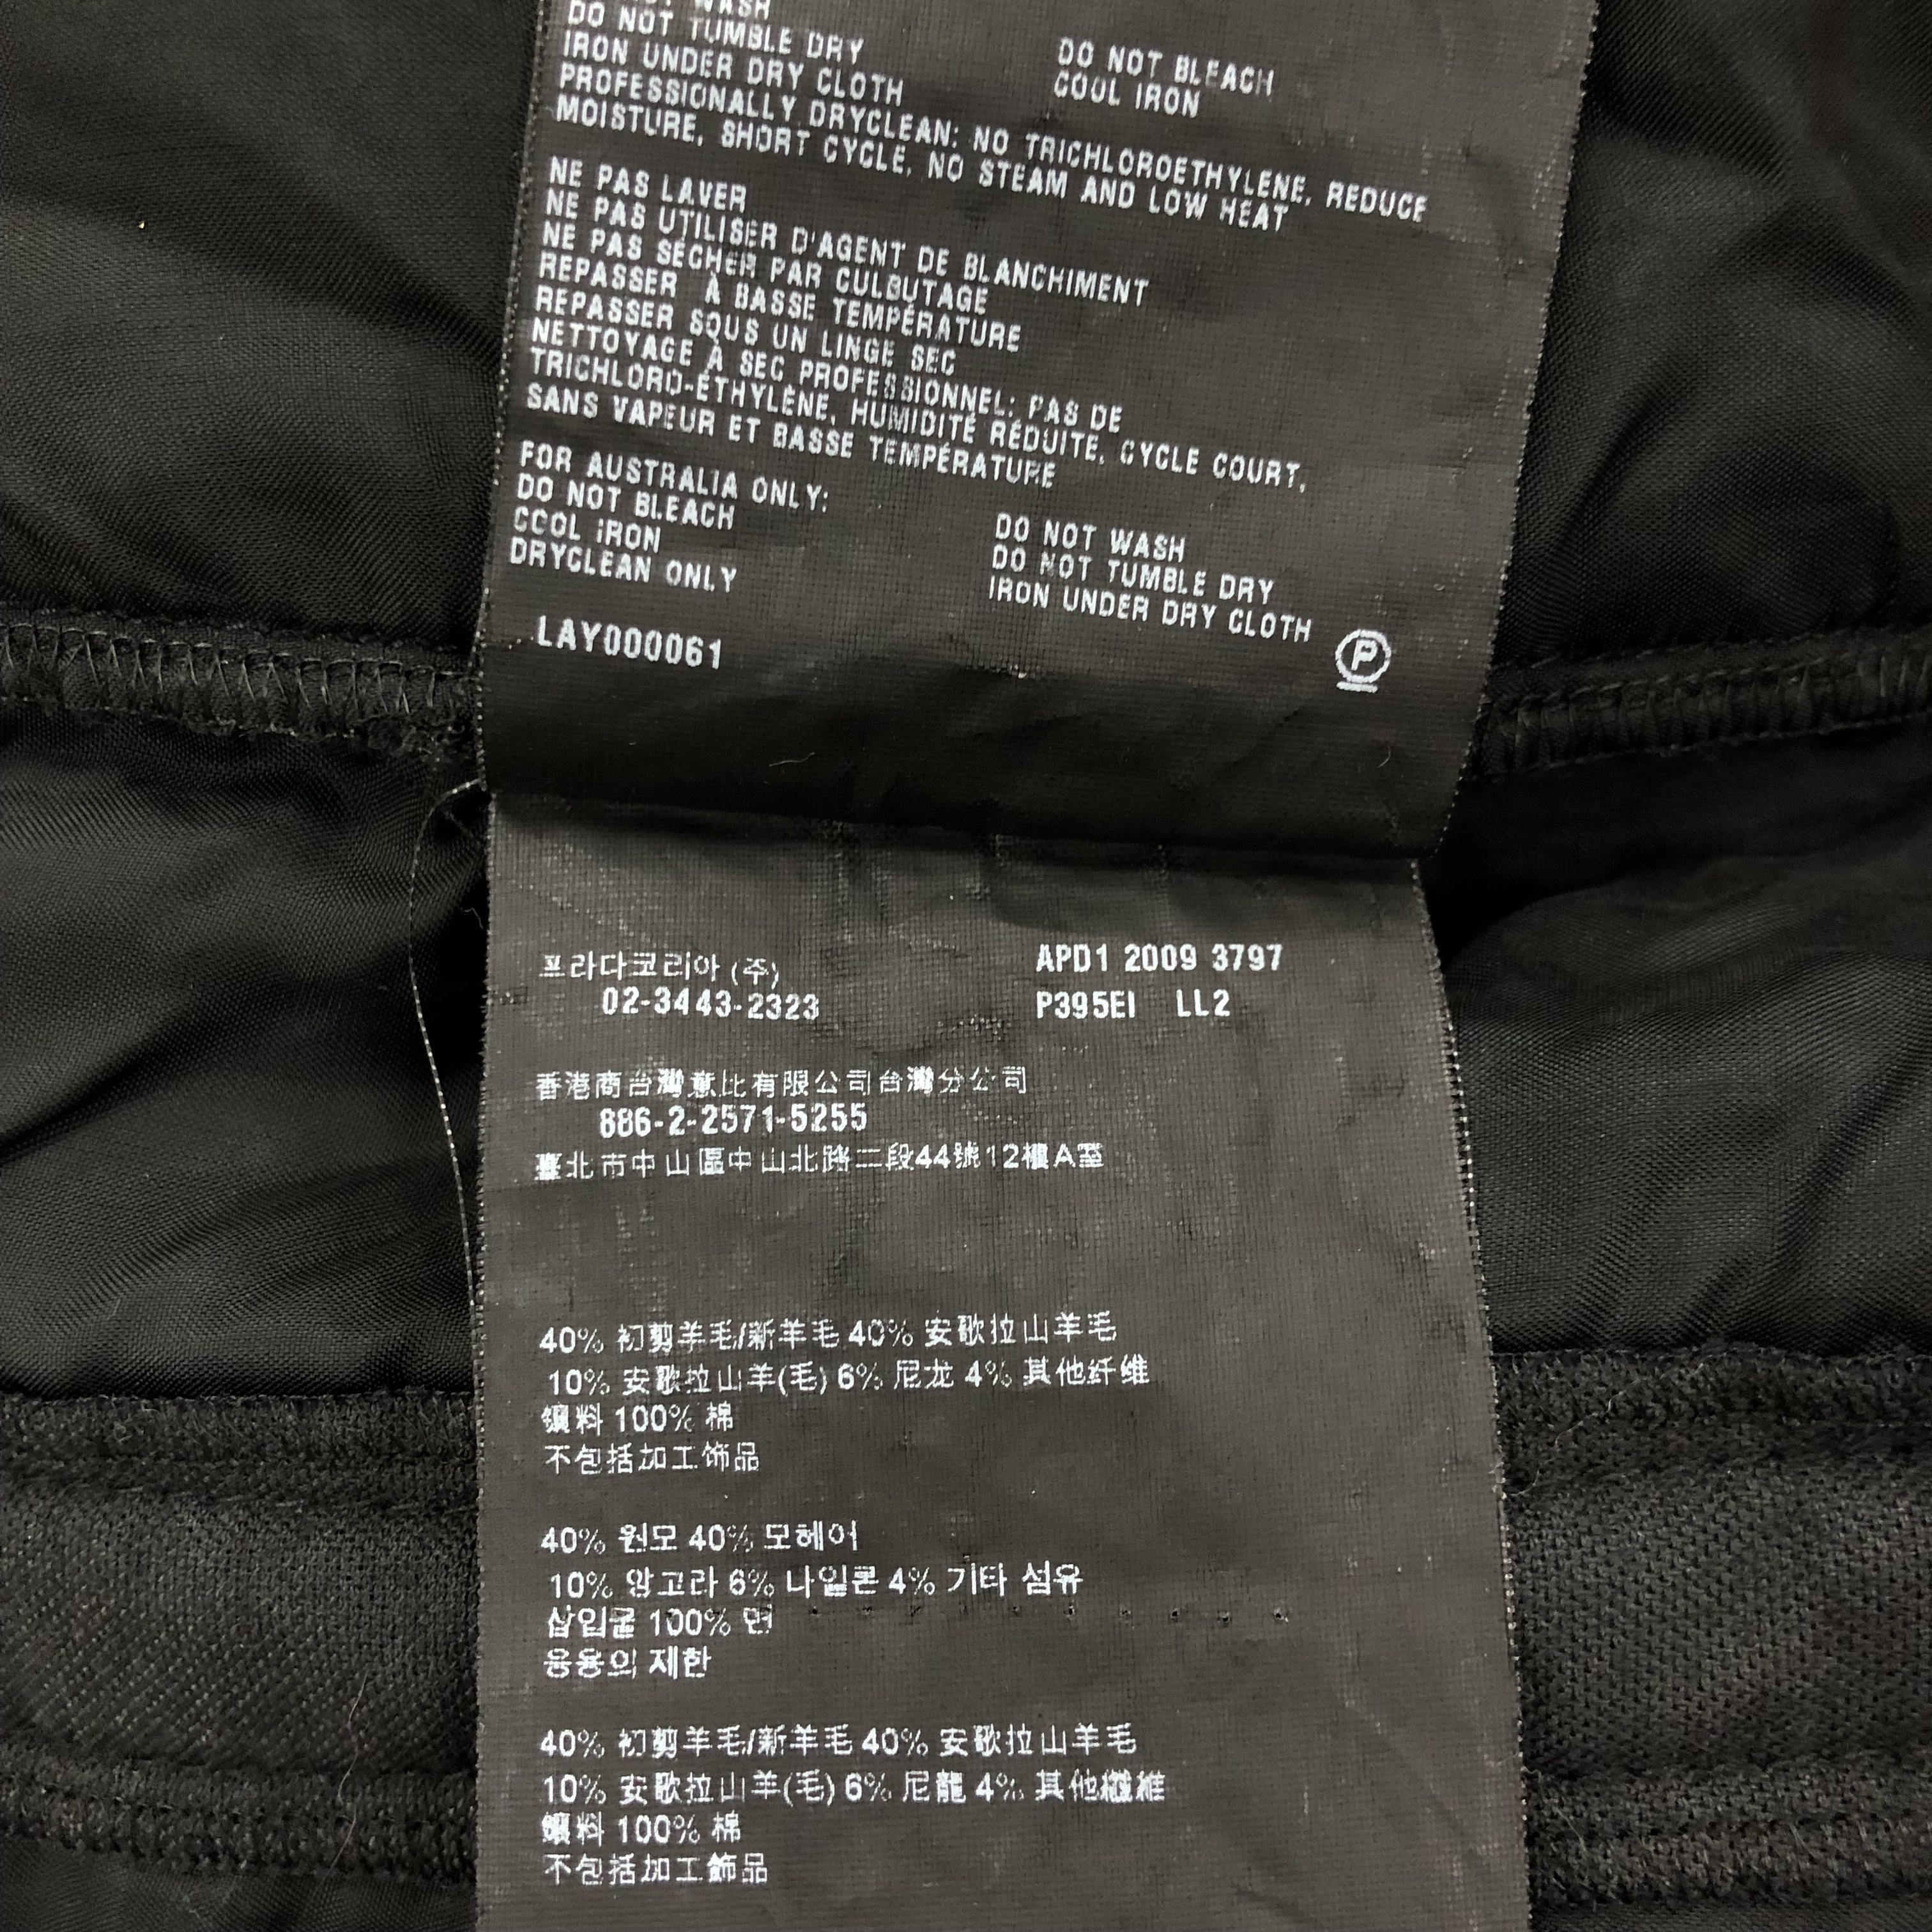 WASH
DO NOT TUMBLE DRY DO NOT BLEACH
IRON UNDER DRY CLOTH COOL IRON
PROFESSIONALLY DRYCLEAN: NO TRICHLOROETHYLENE, REDUCE
MOISTURE, SHORT CYCLE, NO STEAM AND LOW HEAT
NE PAS LAVER
NE PAS UTILISER D'AGENT DE BLANCHIMENT
NE PAS SÉCHER PAR CULBUTAGE
REPASSER À BASSE TEMPÉRATURE
REPASSER SOUS UN LINGE SEC
NETTOYAGE À SEC PROFESSIONNEL: PAS DE
TRICHLORO-ÉTHYLÈNE, HUMIDITÉ RÉDUITE, CYCLE COURT,
SANS VAPEUR ET BASSE TEMPÉRATURE
FOR AUSTRALIA ONLY:
DO NOT BLEACH DO NOT WASH
COOL IRON DO NOT TUMBLE DRY
DRYCLEAN ONLY IRON UNDER DRY CLOTH
LAY000061 P
프라다코리아 (주) APD1 2009 3797
02-3443-2323 P395EI LL2
香港商台灣意比有限公司台灣分公司
886-2-2571-5255
臺北市中山區中山北路二段44號12樓A室
40% 初剪羊毛/新羊毛 40% 安歌拉山羊毛
10% 安歌拉山羊(毛) 6% 尼龙 4% 其他纤维
鑲料 100% 棉
不包括加工饰品
40% 원모 40% 모헤어
10% 앙고라 6% 나일론 4% 기타 섬유
삽입물 100% 면
응용의 제한
40% 初剪羊毛/新羊毛 40% 安歌拉山羊毛
10% 安歌拉山羊(毛) 6% 尼龍 4% 其他纖維
鑲料 100% 棉
不包括加工飾品